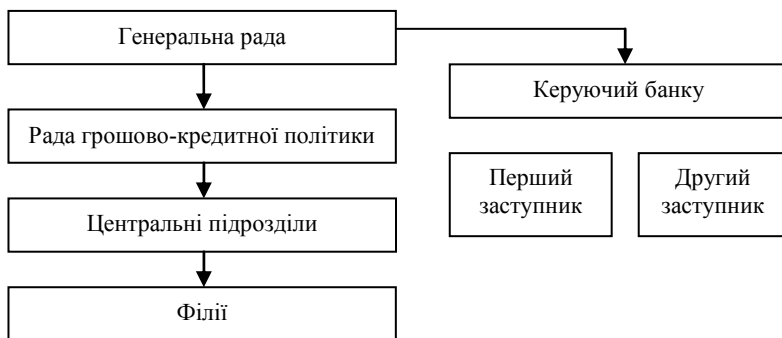 Генеральна рада
Керуючий банку
Рада грошово-кредитної політики
Перший
заступник
Другий
заступник
Центральні підрозділи
Філії